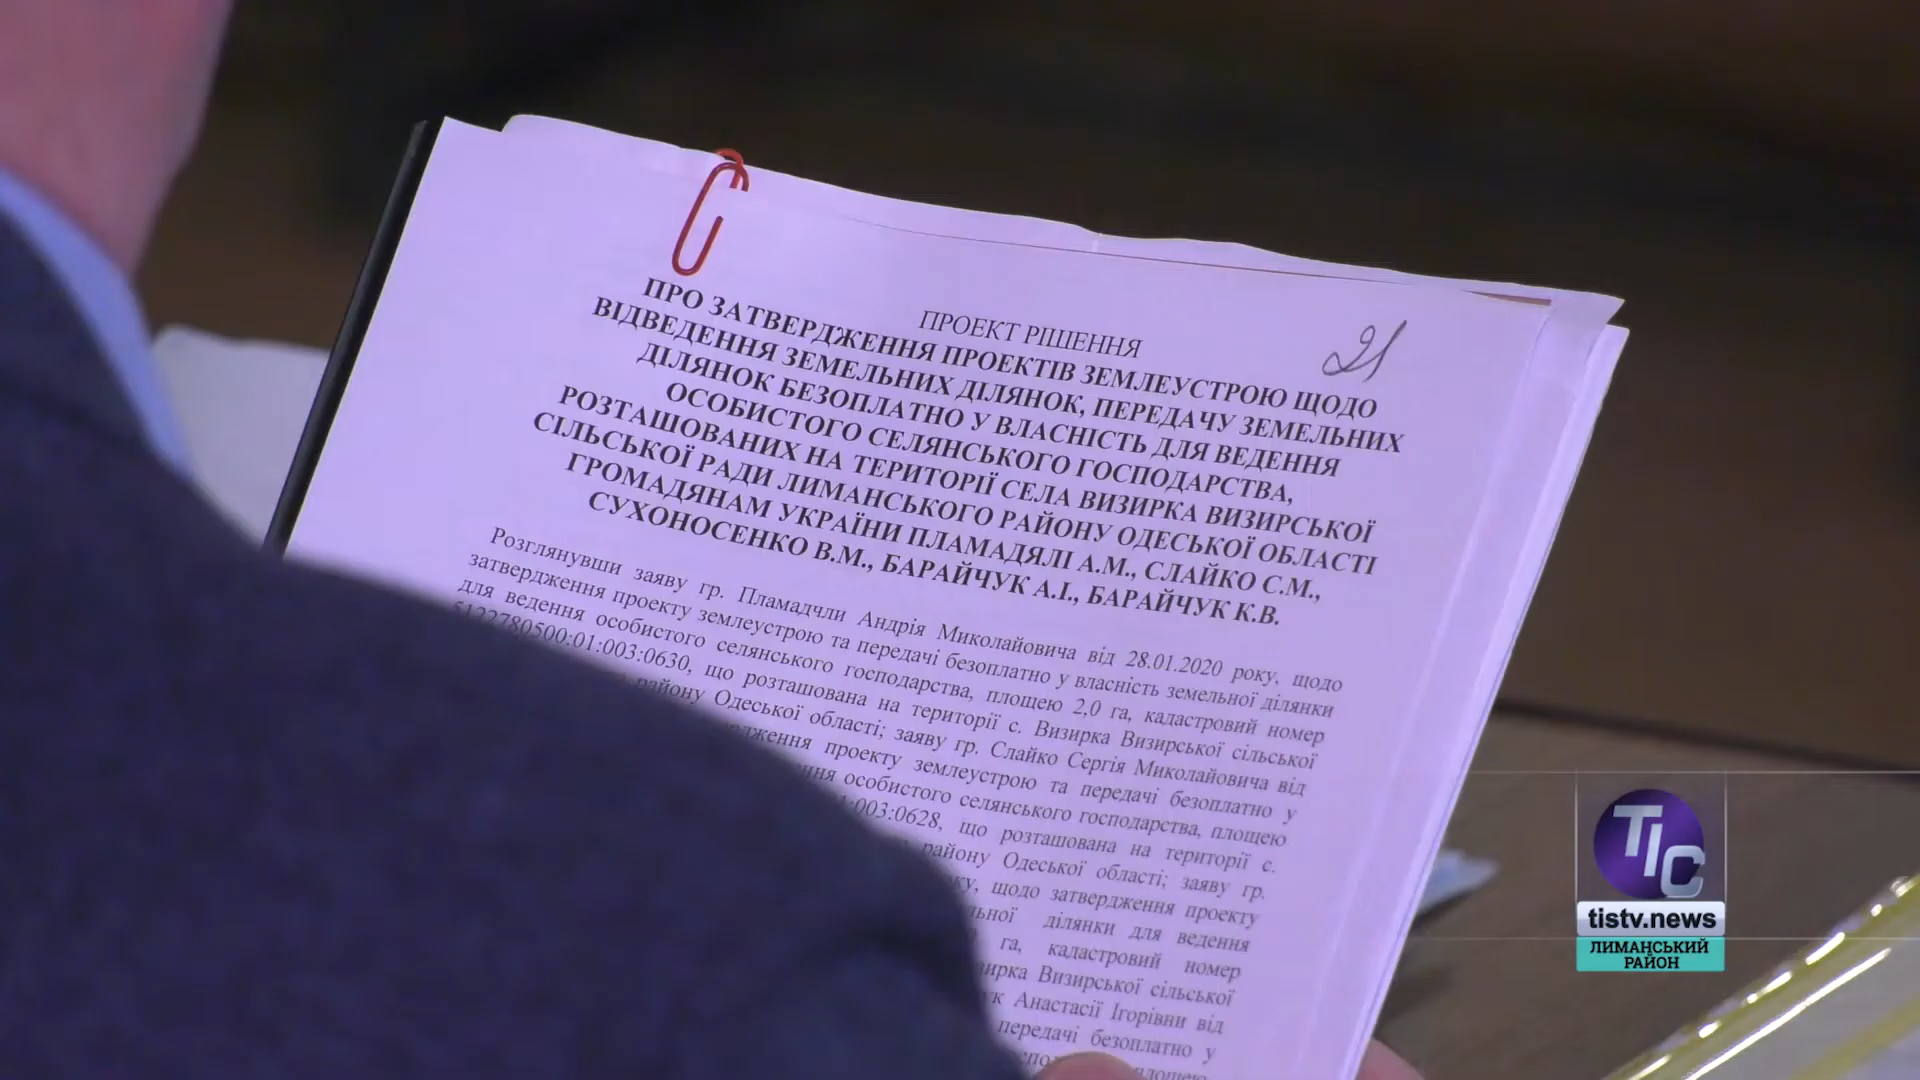 ПРОЕКТ РІШЕННЯ
21
ПРО ЗАТВЕРДЖЕННЯ ПРОЕКТІВ ЗЕМЛЕУСТРОЮ ЩОДО
ВІДВЕДЕННЯ ЗЕМЕЛЬНИХ ДІЛЯНОК, ПЕРЕДАЧУ ЗЕМЕЛЬНИХ
ДІЛЯНОК БЕЗОПЛАТНО У ВЛАСНІСТЬ ДЛЯ ВЕДЕННЯ
ОСОБИСТОГО СЕЛЯНСЬКОГО ГОСПОДАРСТВА,
РОЗТАШОВАНИХ НА ТЕРИТОРІЇ СЕЛА ВИЗИРКА ВИЗИРСЬКОЇ
СІЛЬСЬКОЇ РАДИ ЛИМАНСЬКОГО РАЙОНУ ОДЕСЬКОЇ ОБЛАСТІ
ГРОМАДЯНАМ УКРАЇНИ ПЛАМАДЯЛІ А.М., СЛАЙКО С.М.,
СУХОНОСЕНКО В.М., БАРАЙЧУК А.І., БАРАЙЧУК К.В.
Розглянувши заяву гр. Пламадчли Андрія Миколайовича від 28.01.2020 року, щодо
затвердження проекту землеустрою та передачі безоплатно у власність земельної ділянки
для ведення особистого селянського господарства, площею 2,0 га, кадастровий номер
5122780500:01:003:0630, що розташована на території с. Визирка Визирської сільської
району Одеської області; заяву гр. Слайко Сергія Миколайовича від
проекту землеустрою та передачі безоплатно у
особистого селянського господарства, площею
:003:0628, що розташована на території с.
району Одеської області; заяву гр.
щодо затвердження проекту
ділянки для ведення
га, кадастровий номер
Визирської сільської
Анастасії Ігорівни від
передачі безоплатно у
площею
ТІС
tistv.news
ЛИМАНСЬКИЙ
РАЙОН